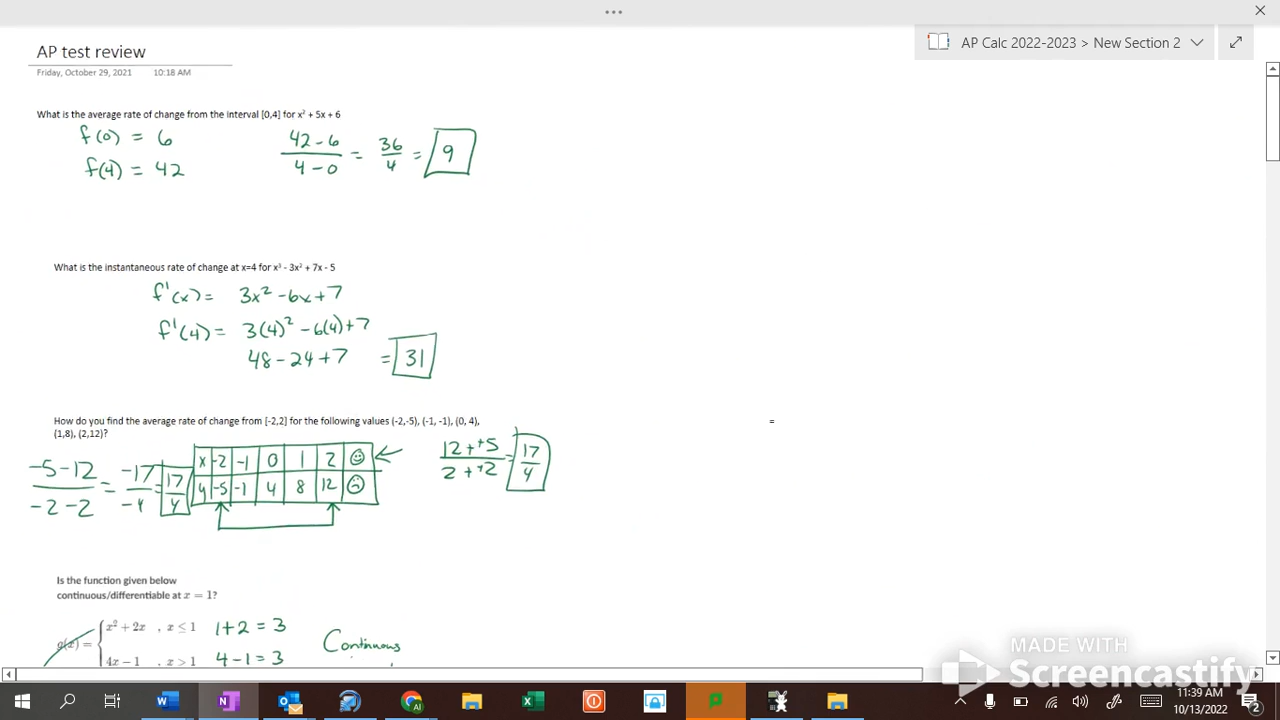 AP test review
Friday, October 29, 2021 10:18 AM
AP Calc 2022-2023 > New Section 2
What is the average rate of change from the interval [0,4] for x² + 5x + 6
f(0) = 6
f(4) = 42
42-6 / 4-0 = 36/4 = 9
What is the instantaneous rate of change at x=4 for x³ - 3x² + 7x - 5
f'(x) = 3x² - 6x + 7
f'(4) = 3(4)² - 6(4) + 7
48 - 24 + 7 = 31
How do you find the average rate of change from [-2,2] for the following values (-2,-5), (-1, -1), (0, 4),
(1,8), (2,12)?
=
-5-12 / -2-2 = -17/-4 = 17/4
x -2 -1 0 1 2
y -5 -1 4 8 12
12++5 / 2++2 = 17/4
Is the function given below
continuous/differentiable at x = 1?
g(x) =
x² + 2x , x ≤ 1 1+2 = 3
4x - 1 , x > 1 4-1 = 3
Continuous
MADE WITH
Screencastify
11:39 AM
10/13/2022